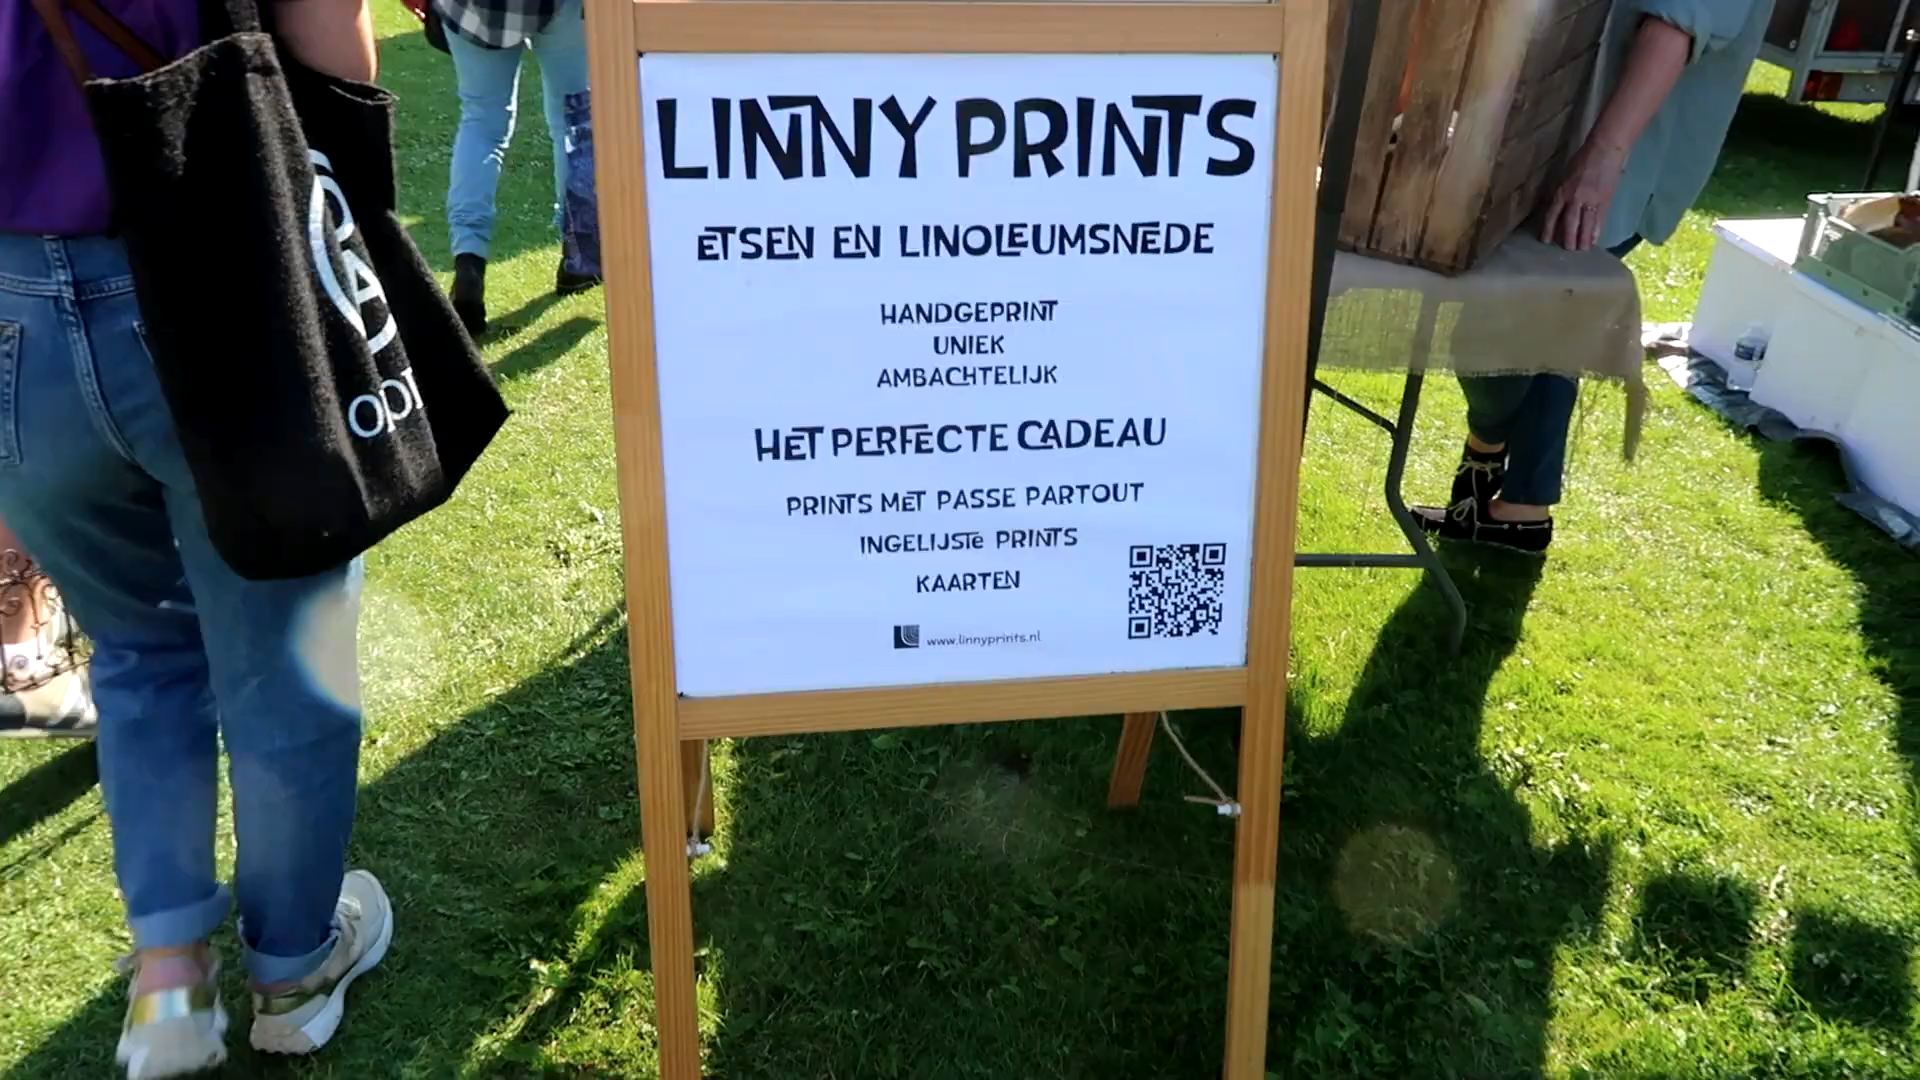 LINNY PRINTS
ETSEN EN LINOLEUMSNEDE
HANDGEPRINT
UNIEK
AMBACHTELIJK
HET PERFECTE CADEAU
PRINTS MET PASSE PARTOUT
INGELIJSTe PRINTS
KAARTEN
www.linnyprints.nl